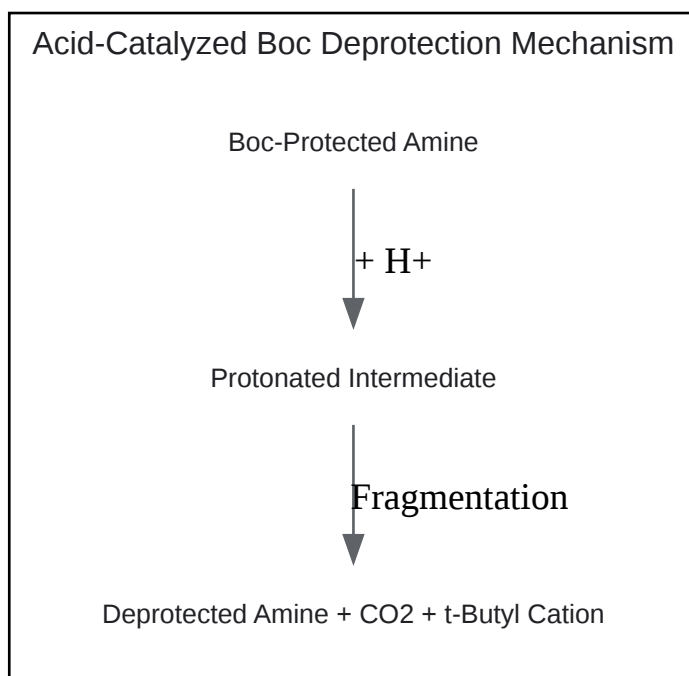 Acid-Catalyzed Boc Deprotection Mechanism
Boc-Protected Amine
+ H+
Protonated Intermediate
Fragmentation
Deprotected Amine + CO2 + t-Butyl Cation